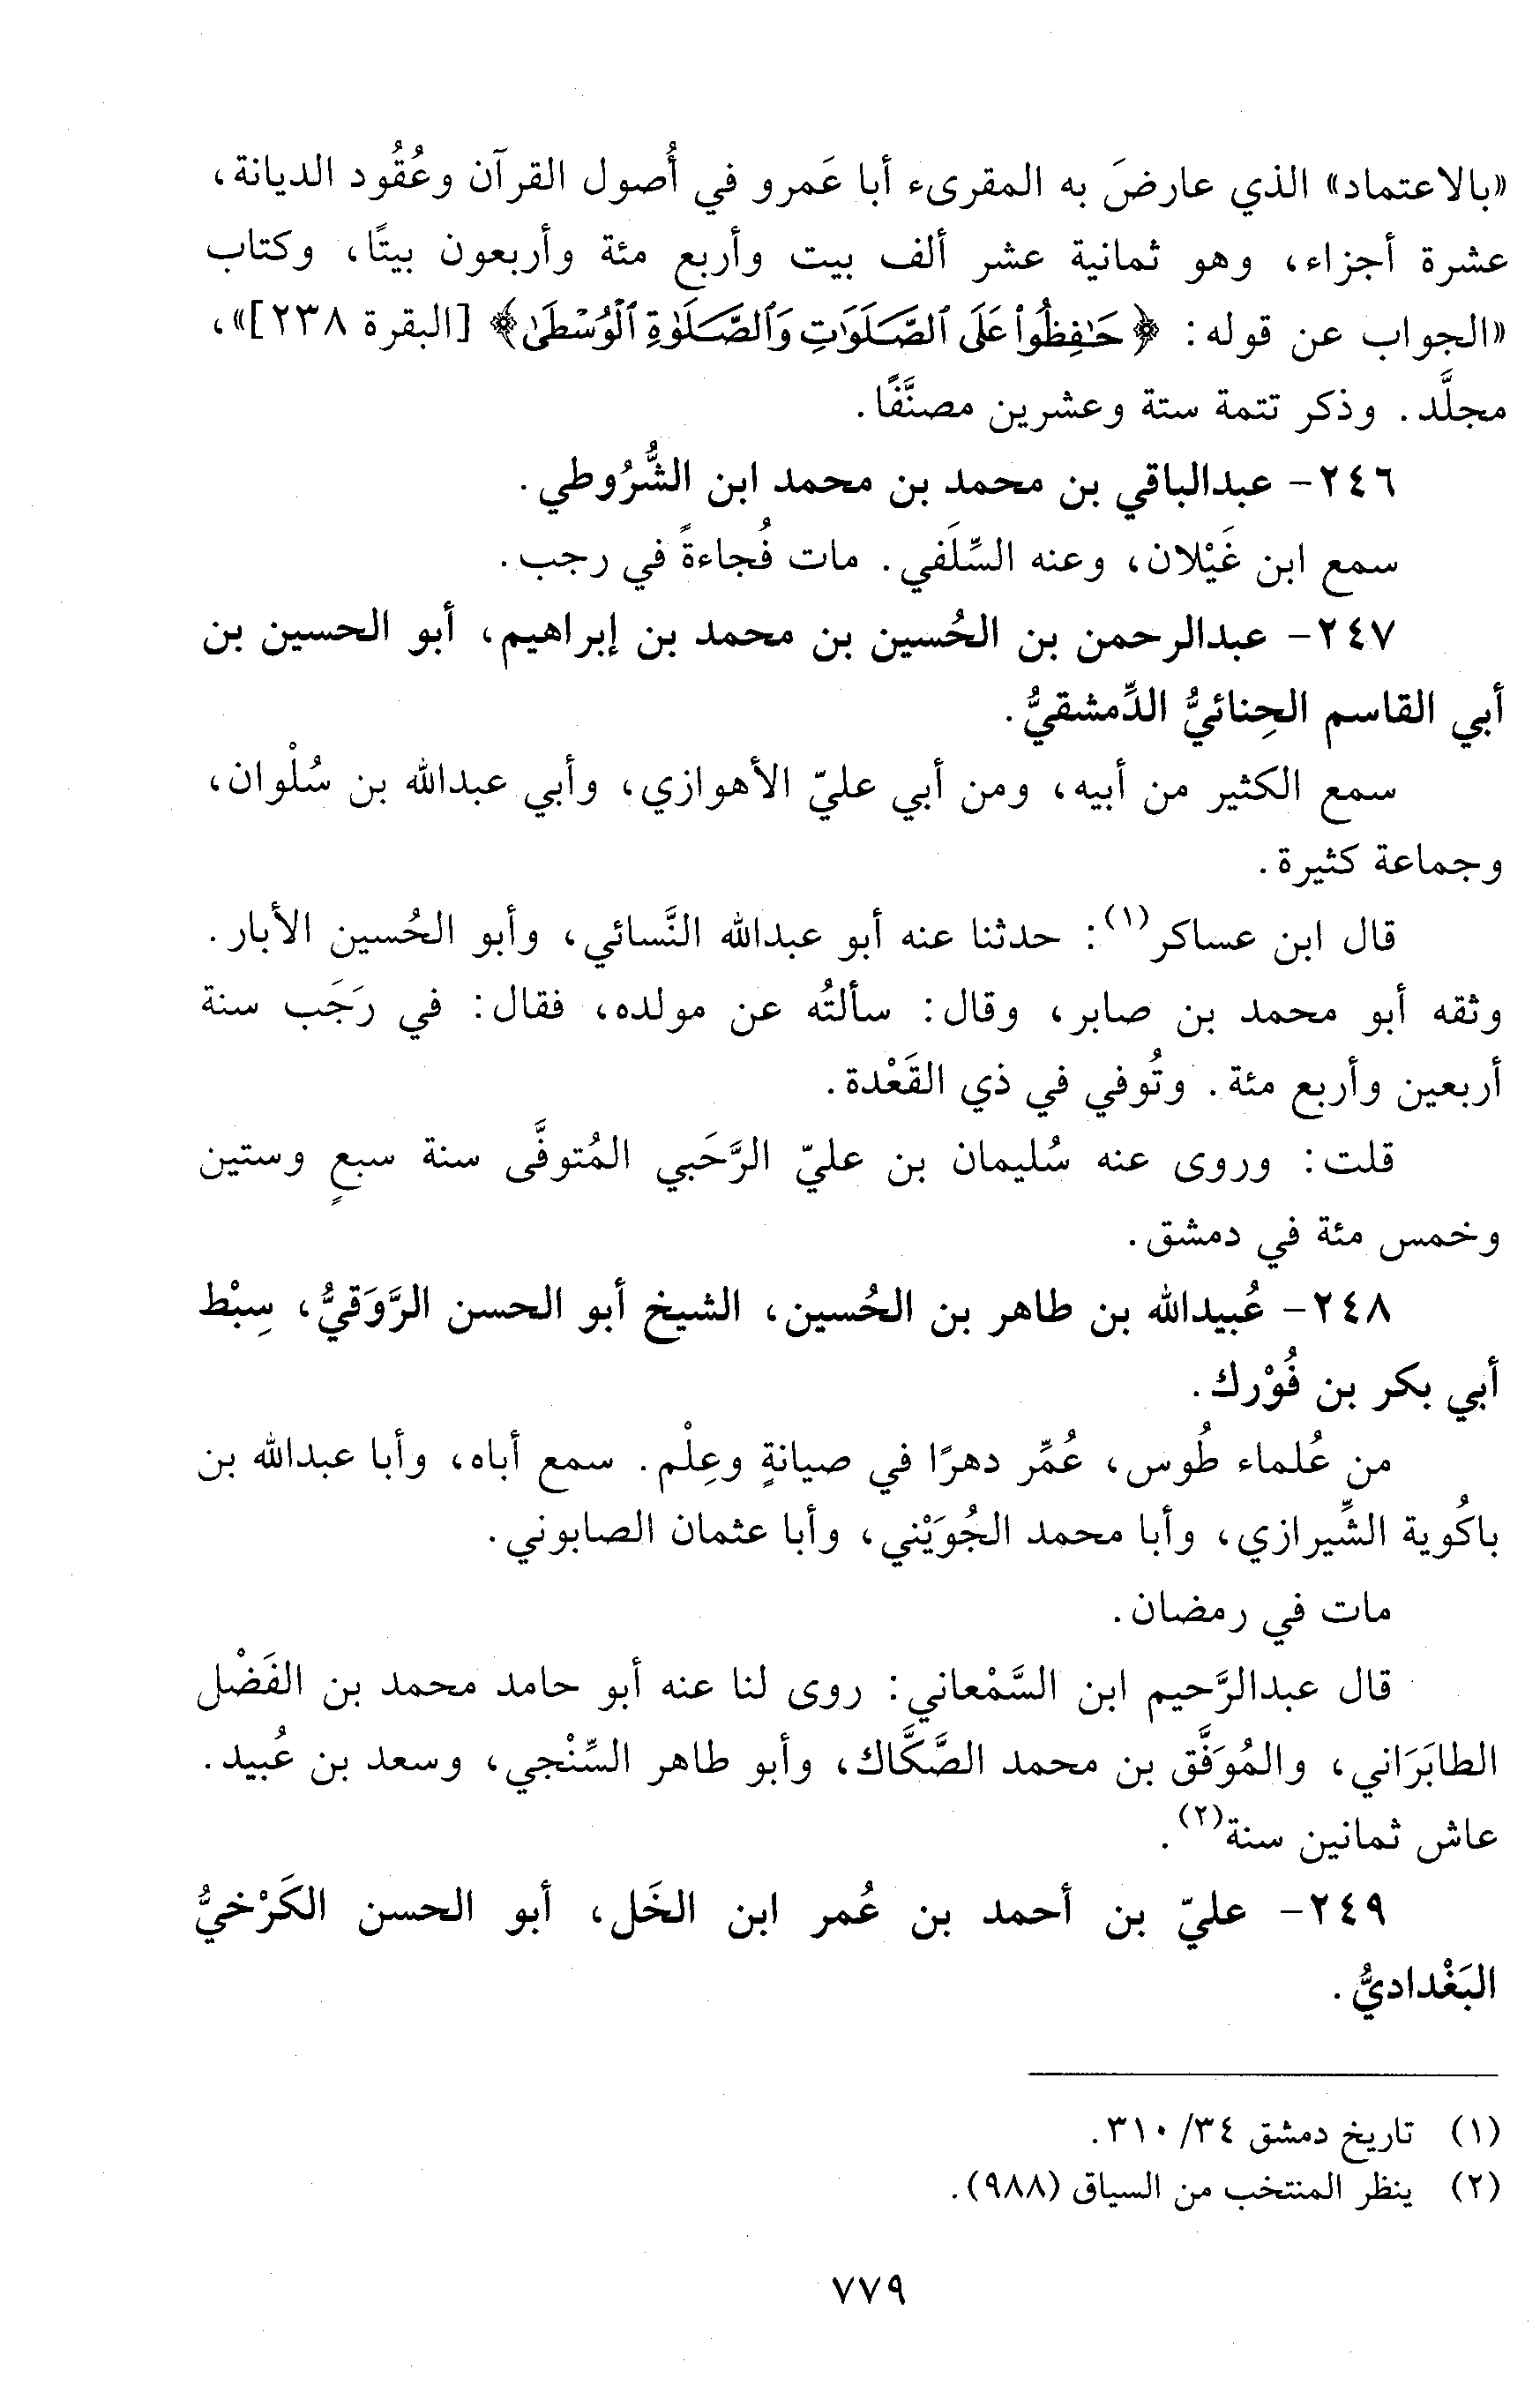 «بالاعتماد» الذي عارضَ به المقرىء أبا عَمرو في أُصول القرآن وعُقُود الديانة،
عشرة أجزاء، وهو ثمانية عشر ألف بيت وأربع مئة وأربعون بيتًا، وكتاب
«الجواب عن قوله: ﴿حَٰفِظُوا۟ عَلَى ٱلصَّلَوَٰتِ وَٱلصَّلَوٰةِ ٱلْوُسْطَىٰ﴾ [البقرة ٢٣٨]»،
مجلَّد. وذكر تتمة ستة وعشرين مصنَّفًا.
٢٤٦- عبدالباقي بن محمد بن محمد ابن الشُّرُوطي.
سمع ابن غَيْلان، وعنه السِّلَفي. مات فُجاءةً في رجب.
٢٤٧- عبدالرحمن بن الحُسين بن محمد بن إبراهيم، أبو الحسين بن
أبي القاسم الحِنائيُّ الدِّمشقيُّ.
سمع الكثير من أبيه، ومن أبي عليّ الأهوازي، وأبي عبدالله بن سُلْوان،
وجماعة كثيرة.
قال ابن عساكر(١): حدثنا عنه أبو عبدالله النَّسائي، وأبو الحُسين الأبار.
وثقه أبو محمد بن صابر، وقال: سألتُه عن مولده، فقال: في رَجَب سنة
أربعين وأربع مئة. وتُوفي في ذي القَعْدة.
قلت: وروى عنه سُليمان بن عليّ الرَّحَبي المُتوفَّى سنة سبعٍ وستين
وخمس مئة في دمشق.
٢٤٨- عُبيدالله بن طاهر بن الحُسين، الشيخ أبو الحسن الرَّوَقيُّ، سِبْط
أبي بكر بن فُوْرك.
من عُلماء طُوس، عُمِّر دهرًا في صيانةٍ وعِلْم. سمع أباه، وأبا عبدالله بن
باكُوية الشِّيرازي، وأبا محمد الجُوَيْني، وأبا عثمان الصابوني.
مات في رمضان.
قال عبدالرَّحيم ابن السَّمْعاني: روى لنا عنه أبو حامد محمد بن الفَضْل
الطابَرَاني، والمُوَفَّق بن محمد الصَّكَّاك، وأبو طاهر السِّنْجي، وسعد بن عُبيد.
عاش ثمانين سنة(٢).
٢٤٩- عليّ بن أحمد بن عُمر ابن الخَل، أبو الحسن الكَرْخيُّ
البَغْداديُّ.
(١) تاريخ دمشق ٣٤/ ٣١٠.
(٢) ينظر المنتخب من السياق (٩٨٨).
٧٧٩